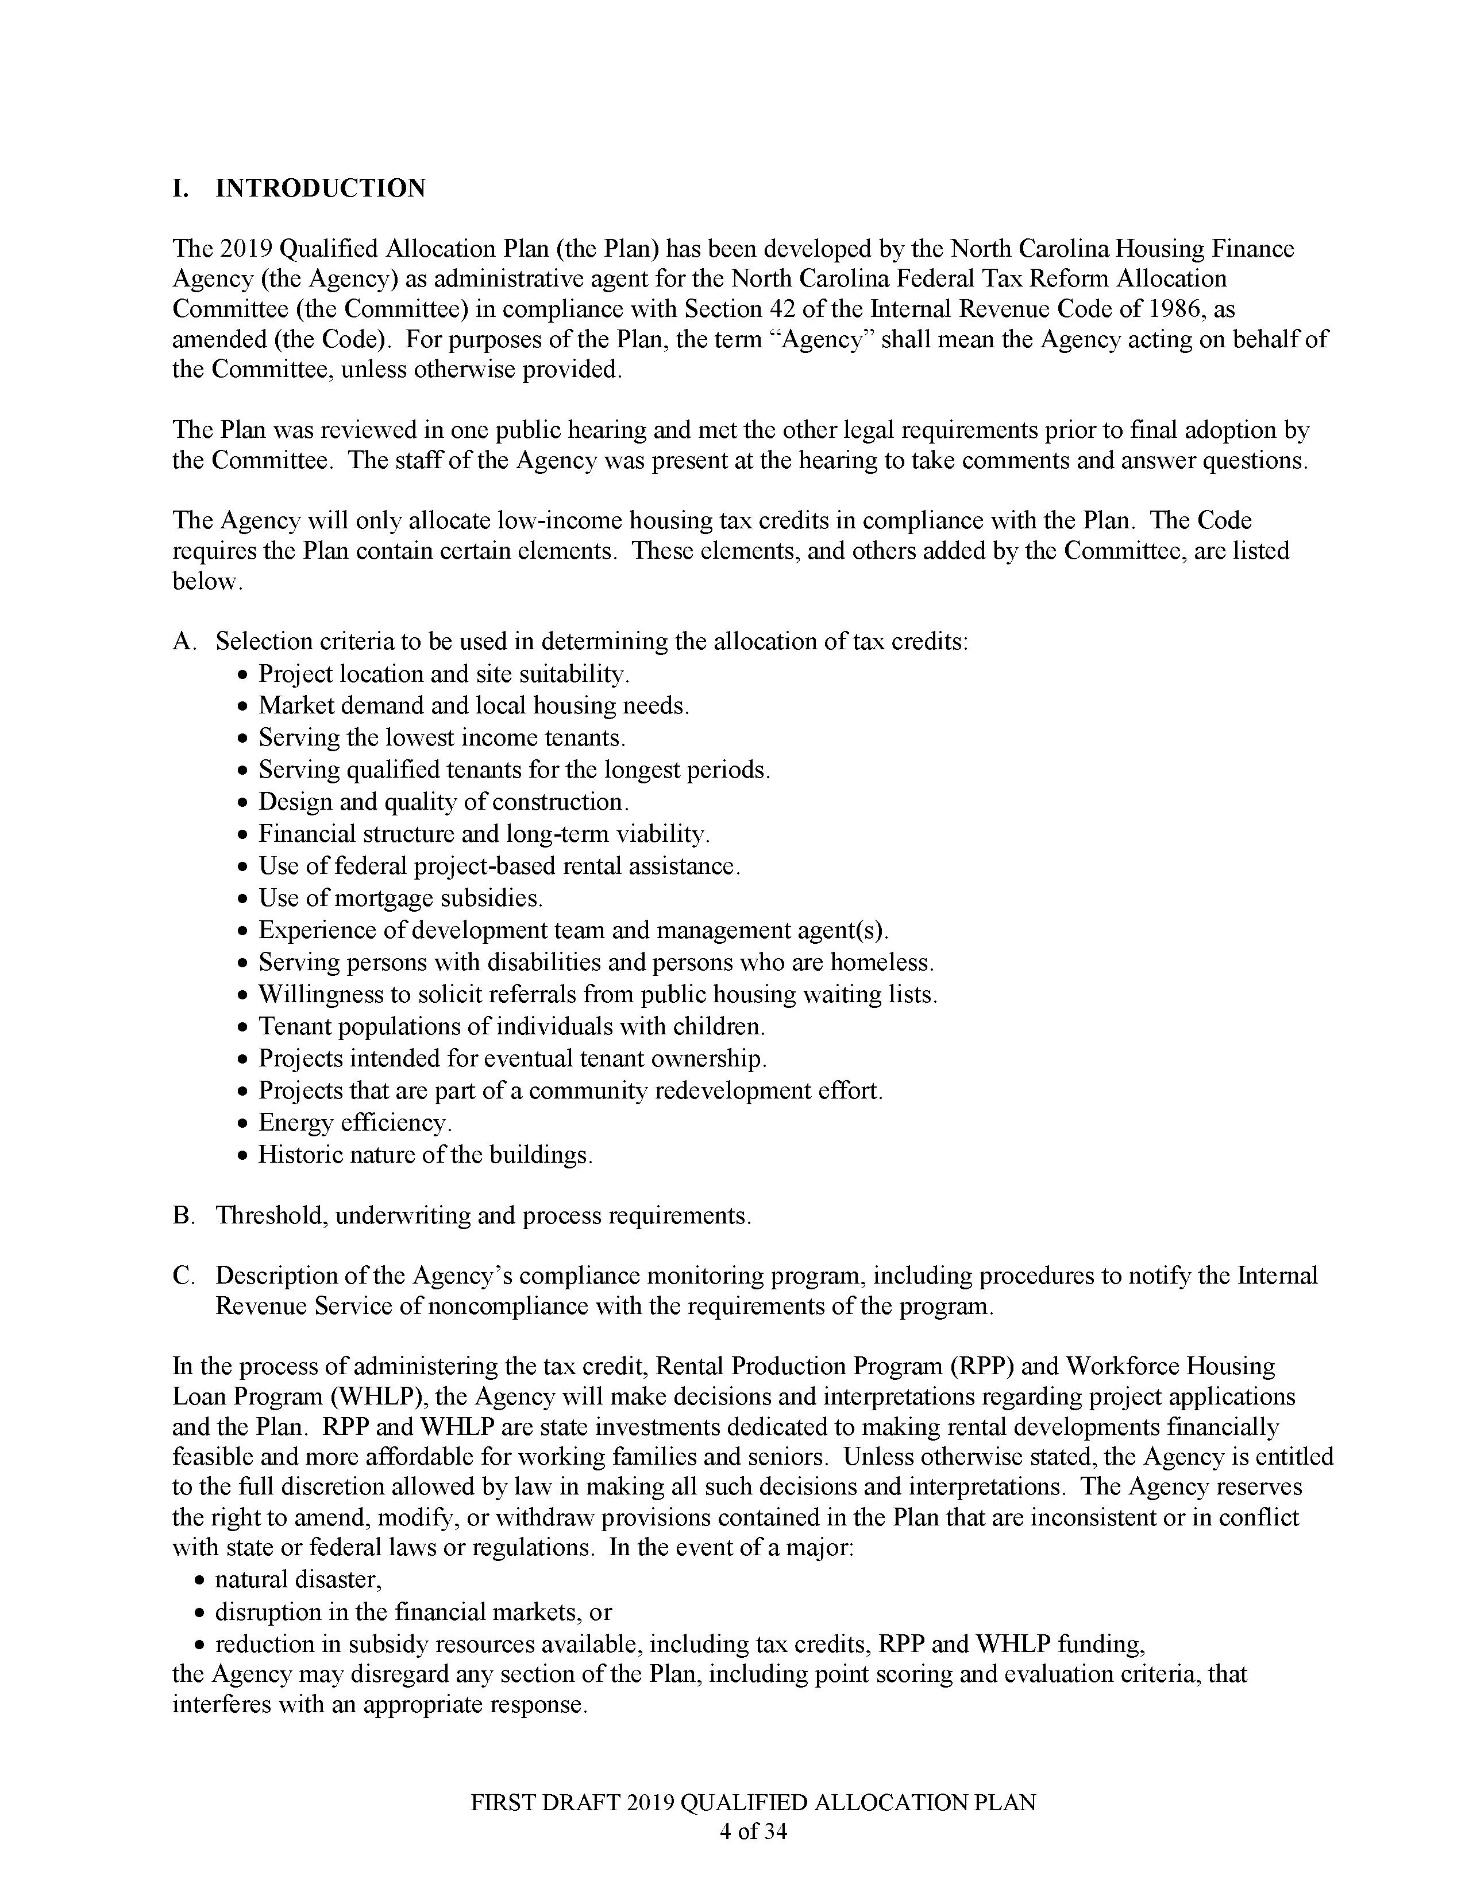 I. INTRODUCTION
The 2019 Qualified Allocation Plan (the Plan) has been developed by the North Carolina Housing Finance
Agency (the Agency) as administrative agent for the North Carolina Federal Tax Reform Allocation
Committee (the Committee) in compliance with Section 42 of the Internal Revenue Code of 1986, as
amended (the Code).  For purposes of the Plan, the term “Agency” shall mean the Agency acting on behalf of
the Committee, unless otherwise provided.
The Plan was reviewed in one public hearing and met the other legal requirements prior to final adoption by
the Committee.  The staff of the Agency was present at the hearing to take comments and answer questions.
The Agency will only allocate low-income housing tax credits in compliance with the Plan.  The Code
requires the Plan contain certain elements.  These elements, and others added by the Committee, are listed
below.
A. Selection criteria to be used in determining the allocation of tax credits:
• Project location and site suitability.
• Market demand and local housing needs.
• Serving the lowest income tenants.
• Serving qualified tenants for the longest periods.
• Design and quality of construction.
• Financial structure and long-term viability.
• Use of federal project-based rental assistance.
• Use of mortgage subsidies.
• Experience of development team and management agent(s).
• Serving persons with disabilities and persons who are homeless.
• Willingness to solicit referrals from public housing waiting lists.
• Tenant populations of individuals with children.
• Projects intended for eventual tenant ownership.
• Projects that are part of a community redevelopment effort.
• Energy efficiency.
• Historic nature of the buildings.
B. Threshold, underwriting and process requirements.
C. Description of the Agency’s compliance monitoring program, including procedures to notify the Internal
Revenue Service of noncompliance with the requirements of the program.
In the process of administering the tax credit, Rental Production Program (RPP) and Workforce Housing
Loan Program (WHLP), the Agency will make decisions and interpretations regarding project applications
and the Plan.  RPP and WHLP are state investments dedicated to making rental developments financially
feasible and more affordable for working families and seniors.  Unless otherwise stated, the Agency is entitled
to the full discretion allowed by law in making all such decisions and interpretations.  The Agency reserves
the right to amend, modify, or withdraw provisions contained in the Plan that are inconsistent or in conflict
with state or federal laws or regulations.  In the event of a major:
• natural disaster,
• disruption in the financial markets, or
• reduction in subsidy resources available, including tax credits, RPP and WHLP funding,
the Agency may disregard any section of the Plan, including point scoring and evaluation criteria, that
interferes with an appropriate response.
FIRST DRAFT 2019 QUALIFIED ALLOCATION PLAN
4 of 34